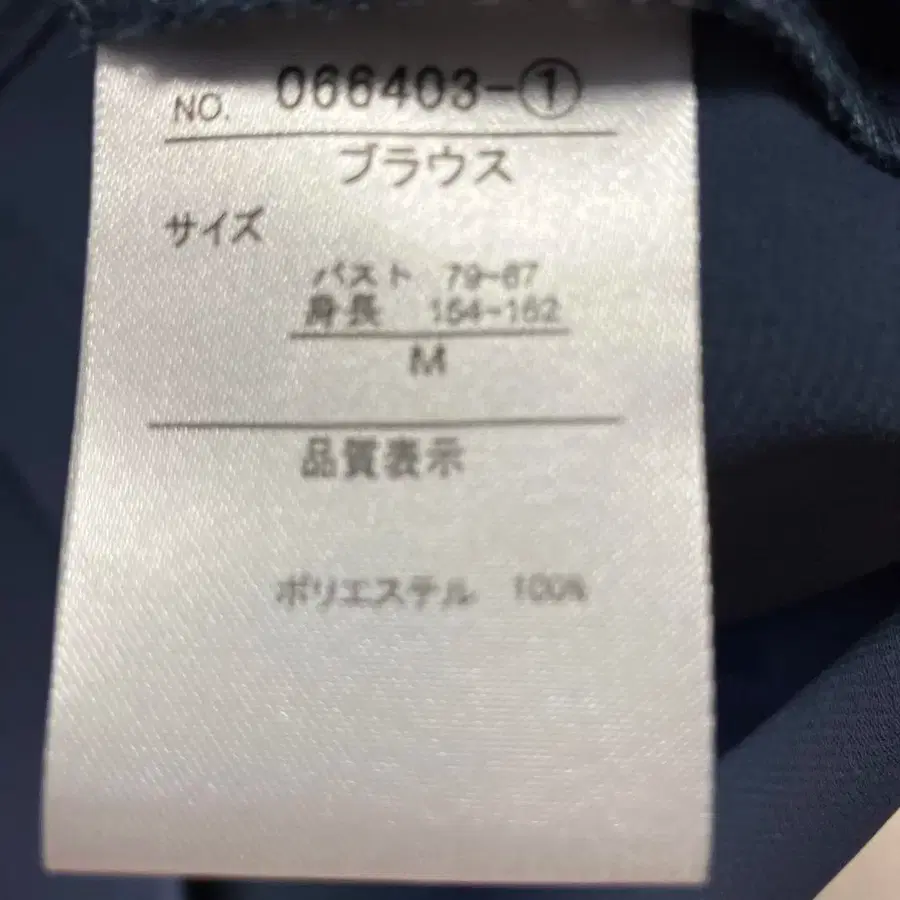 NO. 066403-①
ブラウス
サイズ
バスト 79-87
身長 154-162
M
品質表示
ポリエステル 100%